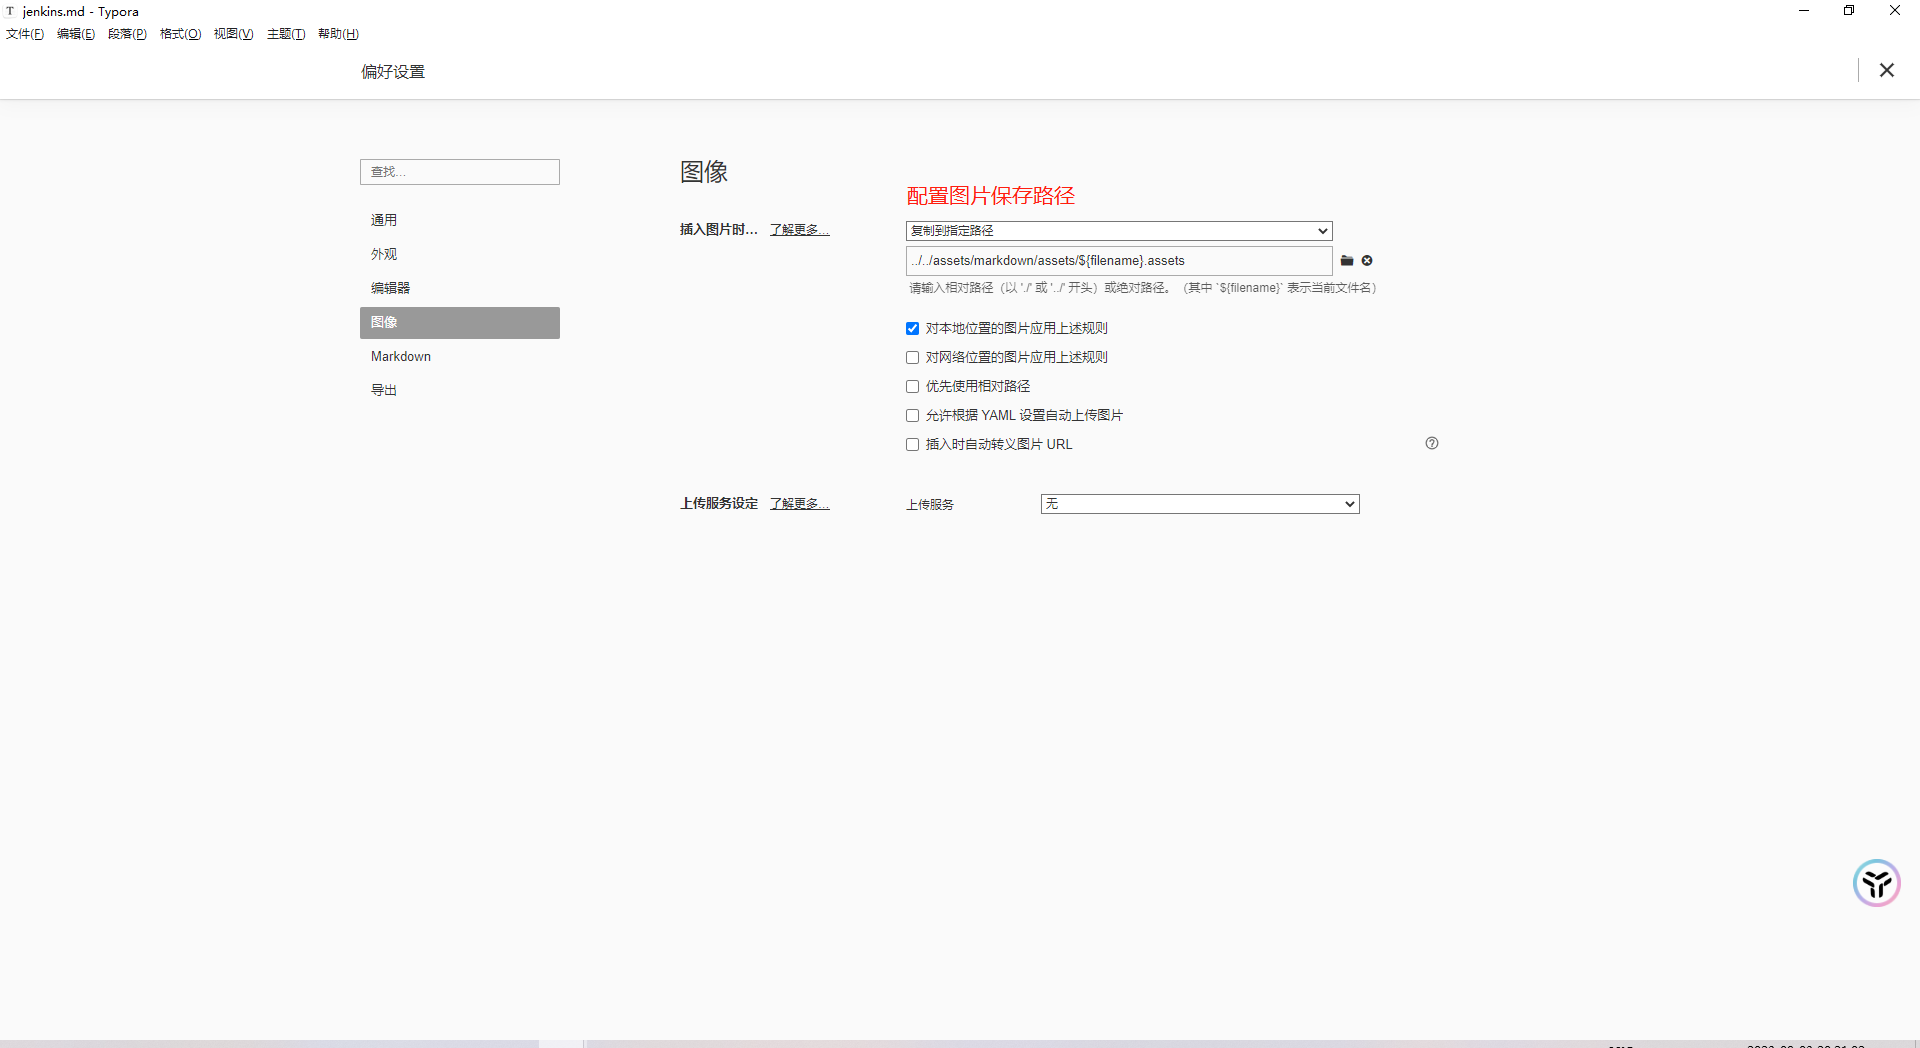 T jenkins.md - Typora
文件(F) 编辑(E) 段落(P) 格式(O) 视图(V) 主题(T) 帮助(H)
偏好设置
查找...
通用
外观
编辑器
图像
Markdown
导出
图像
配置图片保存路径
插入图片时... 了解更多...
复制到指定路径
../../assets/markdown/assets/${filename}.assets
请输入相对路径（以 './' 或 '../' 开头）或绝对路径。（其中 `${filename}` 表示当前文件名）
对本地位置的图片应用上述规则
对网络位置的图片应用上述规则
优先使用相对路径
允许根据 YAML 设置自动上传图片
插入时自动转义图片 URL
上传服务设定 了解更多...
上传服务 无